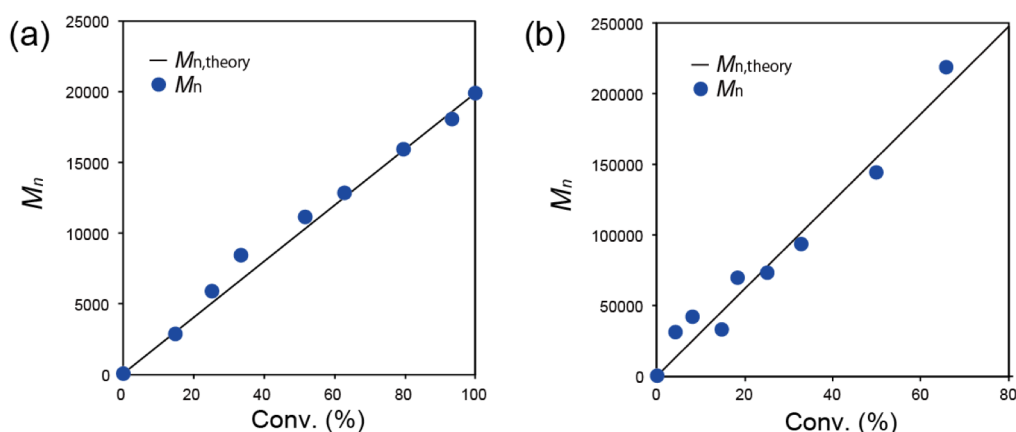 (a)
25000
20000
15000
10000
5000
0
Mn
— Mn,theory
Mn
0 20 40 60 80 100
Conv. (%)
(b)
250000
200000
150000
100000
50000
0
Mn
— Mn,theory
Mn
0 20 40 60 80
Conv. (%)